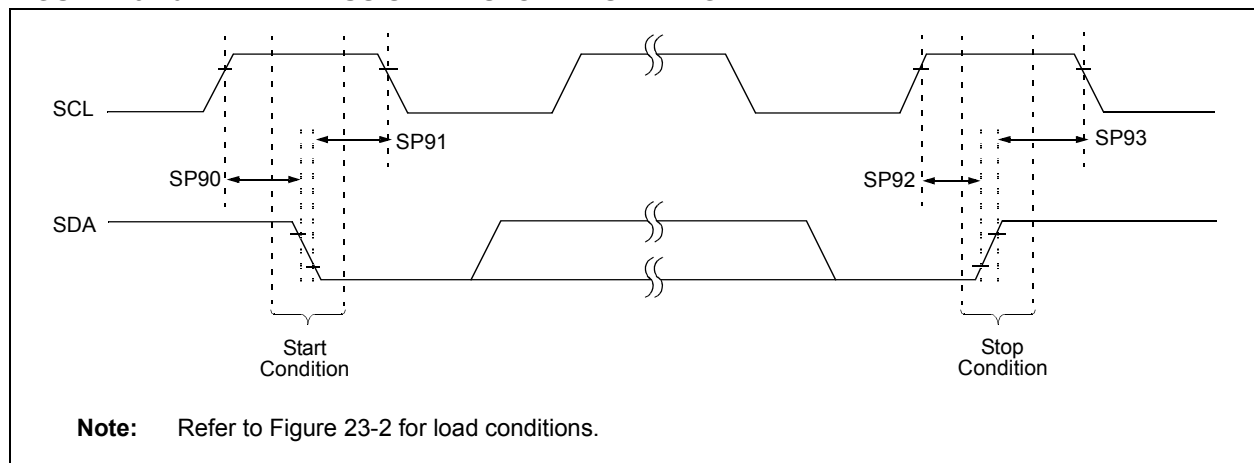 SCL
SP91
SP93
SP90
SP92
SDA
Start
Condition
Stop
Condition
Note: Refer to Figure 23-2 for load conditions.